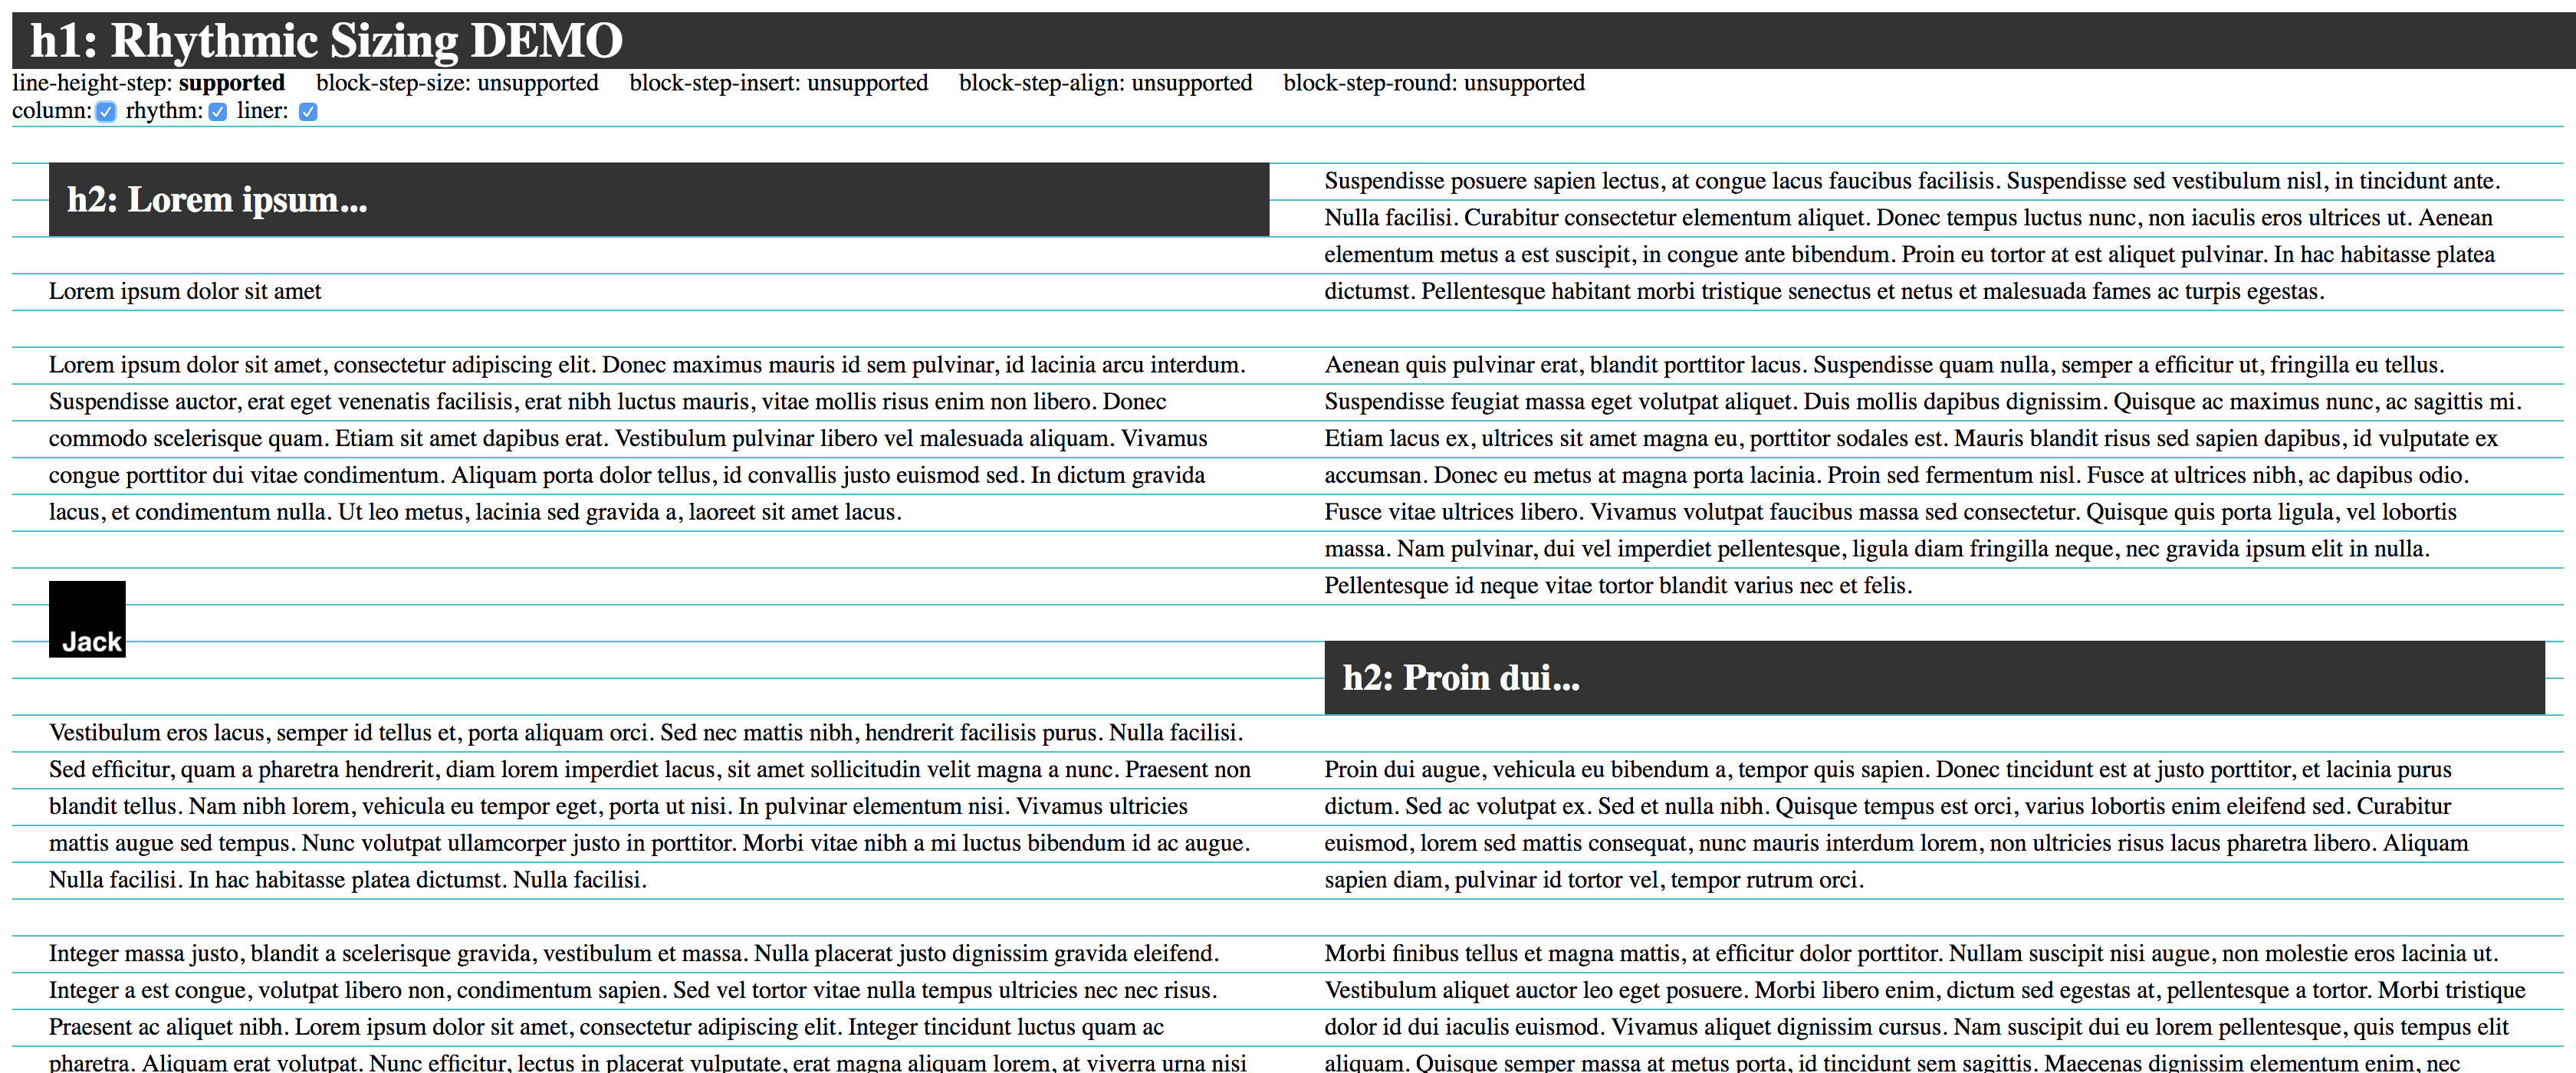 h1: Rhythmic Sizing DEMO
line-height-step: supported block-step-size: unsupported block-step-insert: unsupported block-step-align: unsupported block-step-round: unsupported
column: rhythm: liner:
h2: Lorem ipsum...
Lorem ipsum dolor sit amet
Lorem ipsum dolor sit amet, consectetur adipiscing elit. Donec maximus mauris id sem pulvinar, id lacinia arcu interdum.
Suspendisse auctor, erat eget venenatis facilisis, erat nibh luctus mauris, vitae mollis risus enim non libero. Donec
commodo scelerisque quam. Etiam sit amet dapibus erat. Vestibulum pulvinar libero vel malesuada aliquam. Vivamus
congue porttitor dui vitae condimentum. Aliquam porta dolor tellus, id convallis justo euismod sed. In dictum gravida
lacus, et condimentum nulla. Ut leo metus, lacinia sed gravida a, laoreet sit amet lacus.
Jack
Vestibulum eros lacus, semper id tellus et, porta aliquam orci. Sed nec mattis nibh, hendrerit facilisis purus. Nulla facilisi.
Sed efficitur, quam a pharetra hendrerit, diam lorem imperdiet lacus, sit amet sollicitudin velit magna a nunc. Praesent non
blandit tellus. Nam nibh lorem, vehicula eu tempor eget, porta ut nisi. In pulvinar elementum nisi. Vivamus ultricies
mattis augue sed tempus. Nunc volutpat ullamcorper justo in porttitor. Morbi vitae nibh a mi luctus bibendum id ac augue.
Nulla facilisi. In hac habitasse platea dictumst. Nulla facilisi.
Integer massa justo, blandit a scelerisque gravida, vestibulum et massa. Nulla placerat justo dignissim gravida eleifend.
Integer a est congue, volutpat libero non, condimentum sapien. Sed vel tortor vitae nulla tempus ultricies nec nec risus.
Praesent ac aliquet nibh. Lorem ipsum dolor sit amet, consectetur adipiscing elit. Integer tincidunt luctus quam ac
pharetra. Aliquam erat volutpat. Nunc efficitur, lectus in placerat vulputate, erat magna aliquam lorem, at viverra urna nisi
Suspendisse posuere sapien lectus, at congue lacus faucibus facilisis. Suspendisse sed vestibulum nisl, in tincidunt ante.
Nulla facilisi. Curabitur consectetur elementum aliquet. Donec tempus luctus nunc, non iaculis eros ultrices ut. Aenean
elementum metus a est suscipit, in congue ante bibendum. Proin eu tortor at est aliquet pulvinar. In hac habitasse platea
dictumst. Pellentesque habitant morbi tristique senectus et netus et malesuada fames ac turpis egestas.
Aenean quis pulvinar erat, blandit porttitor lacus. Suspendisse quam nulla, semper a efficitur ut, fringilla eu tellus.
Suspendisse feugiat massa eget volutpat aliquet. Duis mollis dapibus dignissim. Quisque ac maximus nunc, ac sagittis mi.
Etiam lacus ex, ultrices sit amet magna eu, porttitor sodales est. Mauris blandit risus sed sapien dapibus, id vulputate ex
accumsan. Donec eu metus at magna porta lacinia. Proin sed fermentum nisl. Fusce at ultrices nibh, ac dapibus odio.
Fusce vitae ultrices libero. Vivamus volutpat faucibus massa sed consectetur. Quisque quis porta ligula, vel lobortis
massa. Nam pulvinar, dui vel imperdiet pellentesque, ligula diam fringilla neque, nec gravida ipsum elit in nulla.
Pellentesque id neque vitae tortor blandit varius nec et felis.
h2: Proin dui...
Proin dui augue, vehicula eu bibendum a, tempor quis sapien. Donec tincidunt est at justo porttitor, et lacinia purus
dictum. Sed ac volutpat ex. Sed et nulla nibh. Quisque tempus est orci, varius lobortis enim eleifend sed. Curabitur
euismod, lorem sed mattis consequat, nunc mauris interdum lorem, non ultricies risus lacus pharetra libero. Aliquam
sapien diam, pulvinar id tortor vel, tempor rutrum orci.
Morbi finibus tellus et magna mattis, at efficitur dolor porttitor. Nullam suscipit nisi augue, non molestie eros lacinia ut.
Vestibulum aliquet auctor leo eget posuere. Morbi libero enim, dictum sed egestas at, pellentesque a tortor. Morbi tristique
dolor id dui iaculis euismod. Vivamus aliquet dignissim cursus. Nam suscipit dui eu lorem pellentesque, quis tempus elit
aliquam. Quisque semper massa at metus porta, id tincidunt sem sagittis. Maecenas dignissim elementum enim, nec